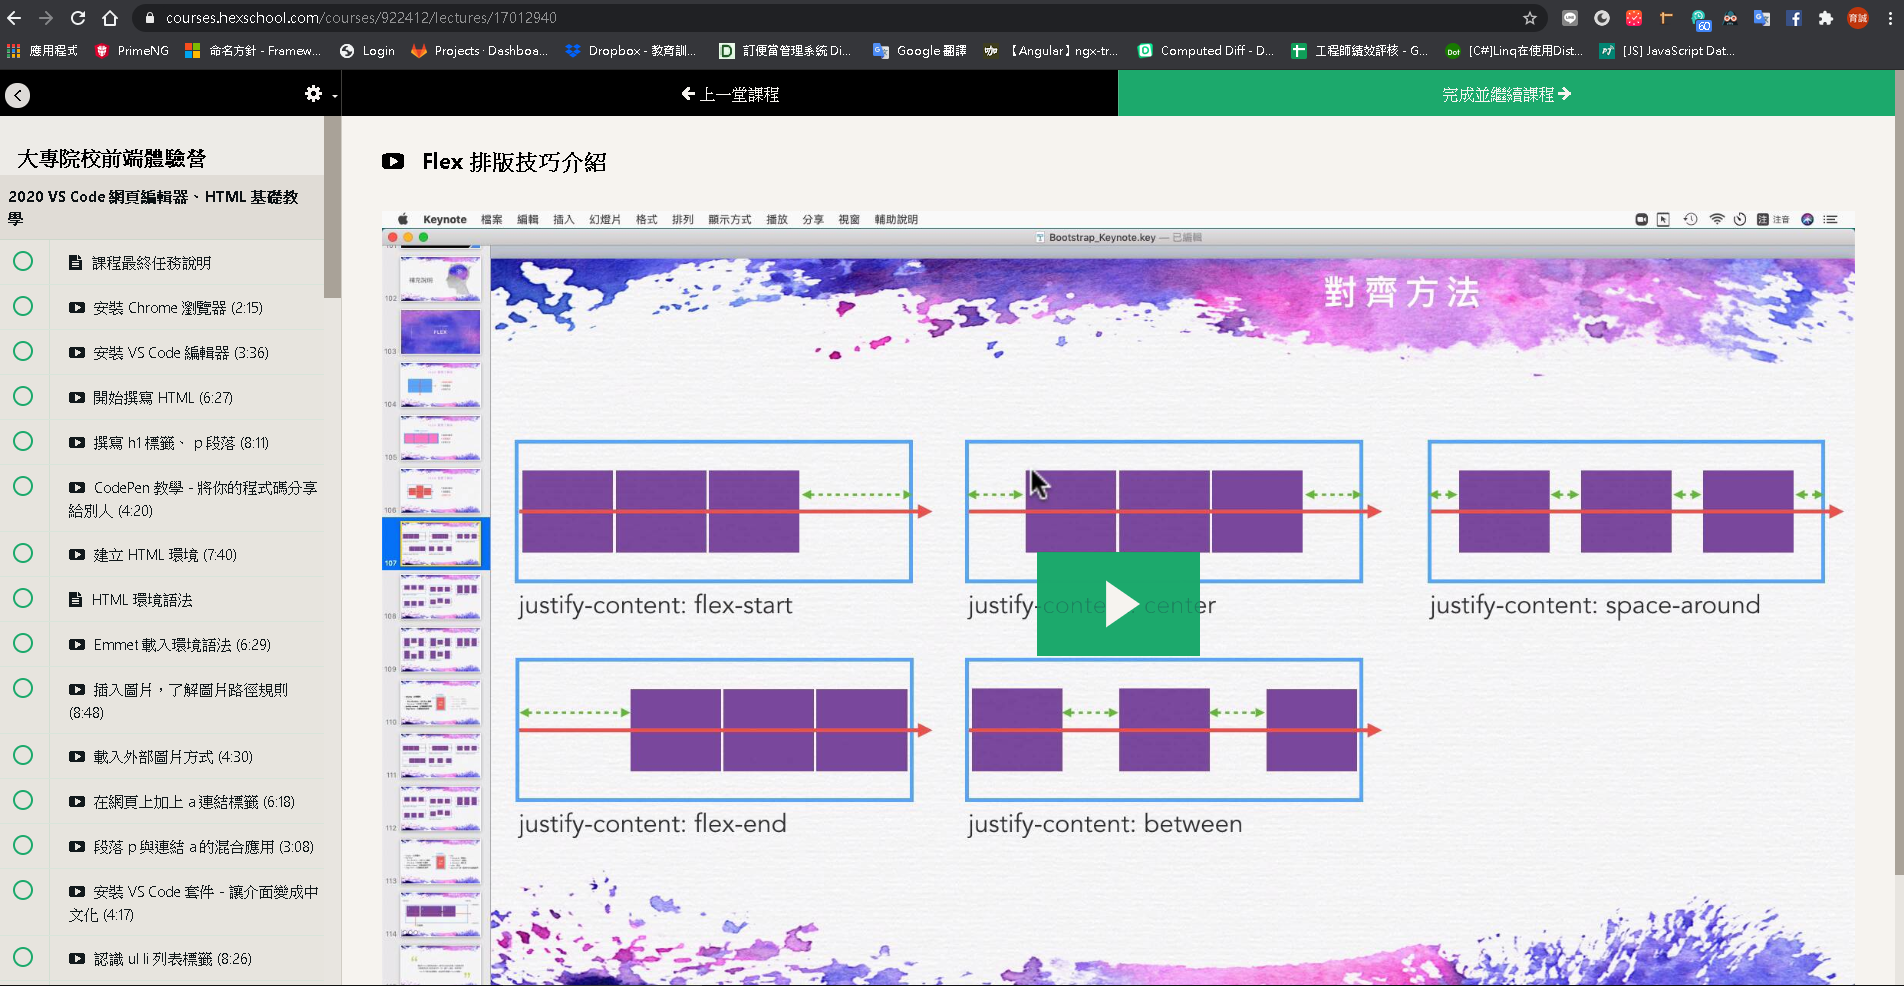 courses.hexschool.com/courses/922412/lectures/17012940
應用程式
PrimeNG
命名方針 - Framew...
Login
Projects · Dashboa...
Dropbox - 教育訓...
訂便當管理系統 Di...
Google 翻譯
【Angular】ngx-tr...
Computed Diff - D...
工程師績效評核 - G...
[C#]Linq在使用Dist...
[JS] JavaScript Dat...
上一堂課程
完成並繼續課程
大專院校前端體驗營
2020 VS Code 網頁編輯器、HTML 基礎教
學
課程最終任務說明
安裝 Chrome 瀏覽器 (2:15)
安裝 VS Code 編輯器 (3:36)
開始撰寫 HTML (6:27)
撰寫 h1 標籤、 p 段落 (8:11)
CodePen 教學 - 將你的程式碼分享
給別人 (4:20)
建立 HTML 環境 (7:40)
HTML 環境語法
Emmet 載入環境語法 (6:29)
插入圖片，了解圖片路徑規則
(8:48)
載入外部圖片方式 (4:30)
在網頁上加上 a 連結標籤 (6:18)
段落 p 與連結 a 的混合應用 (3:08)
安裝 VS Code 套件 - 讓介面變成中
文化 (4:17)
認識 ul li 列表標籤 (8:26)
Flex 排版技巧介紹
Keynote 檔案 編輯 插入 幻燈片 格式 排列 顯示方式 播放 分享 視窗 輔助說明
注音
Bootstrap_Keynote.key — 已編輯
102
103
104
105
106
107
108
109
110
111
112
113
114
對齊方法
justify-content: flex-start
justify-content: center
justify-content: space-around
justify-content: flex-end
justify-content: between